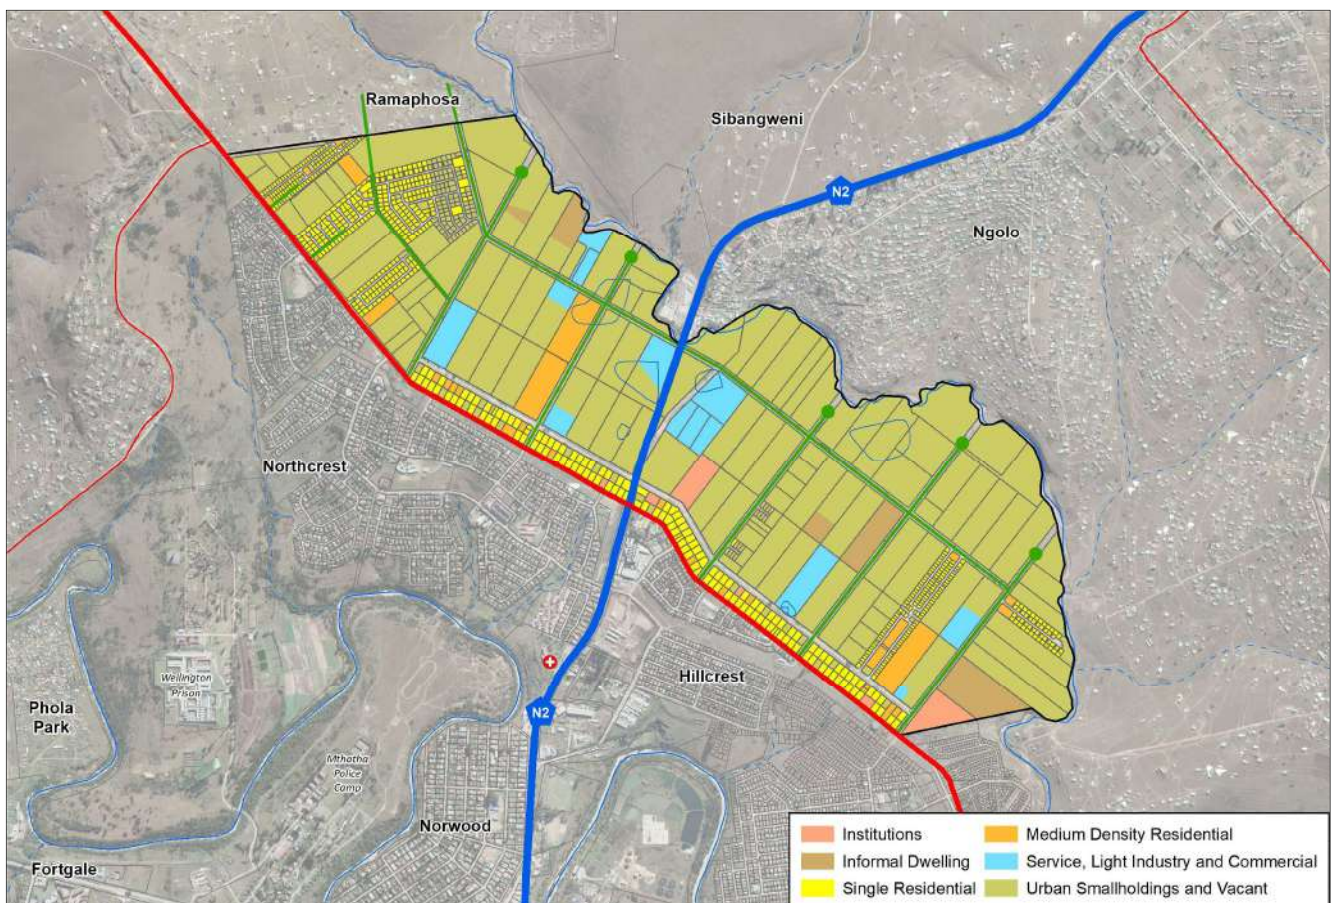 Ramaphosa
Sibangweni
N2
Ngolo
Northcrest
Wellington
Prison
Hillcrest
Phola
Park
N2
Mthatha
Police
Camp
Norwood
Fortgale
Institutions
Medium Density Residential
Informal Dwelling
Service, Light Industry and Commercial
Single Residential
Urban Smallholdings and Vacant